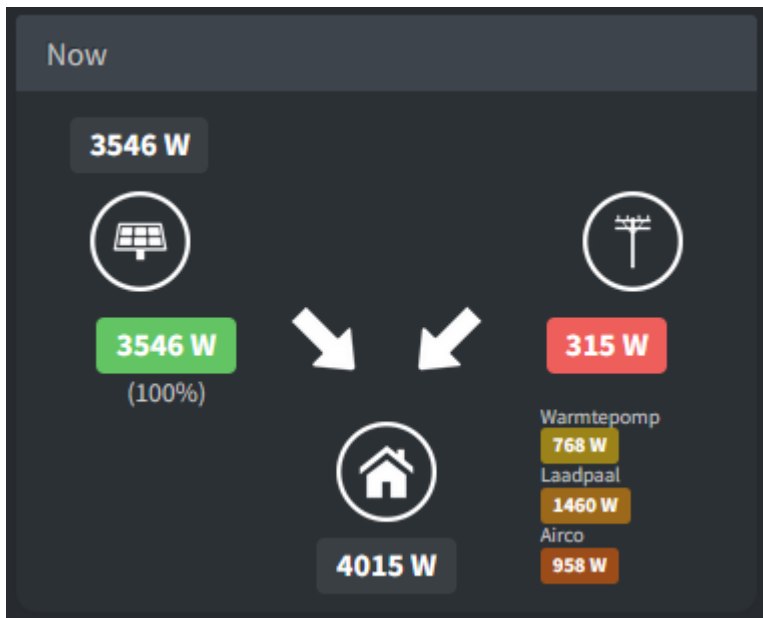 Now
3546 W
3546 W
(100%)
315 W
Warmtepomp
768 W
Laadpaal
1460 W
Airco
958 W
4015 W